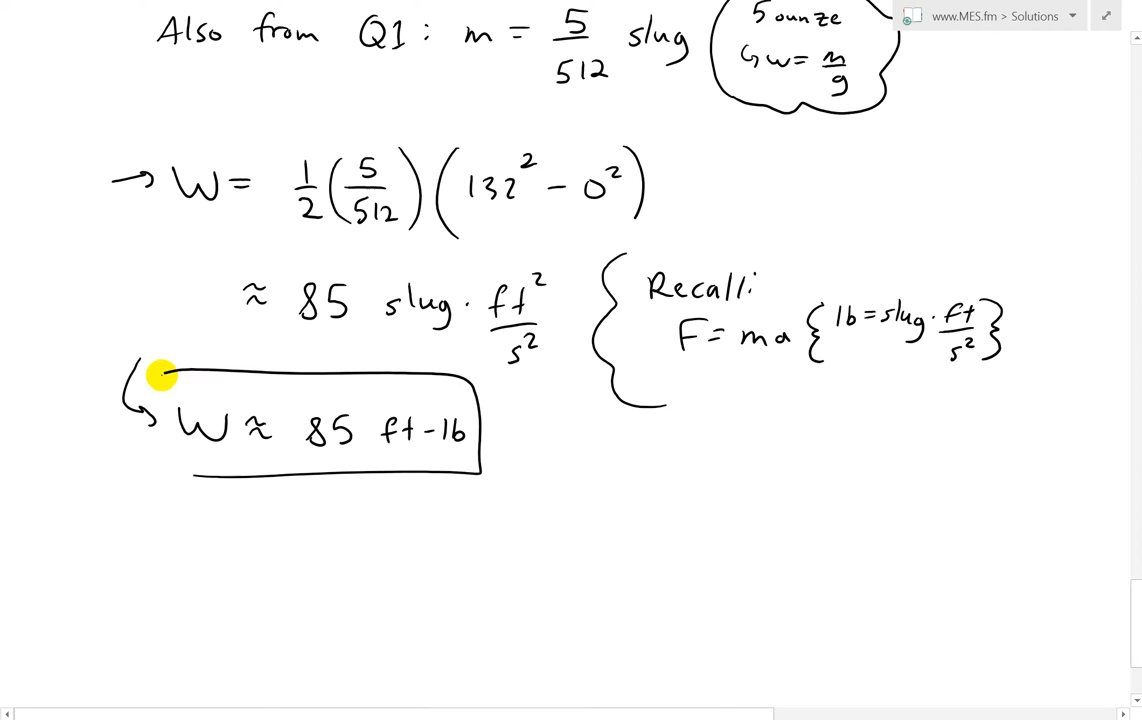 www.MES.fm > Solutions
Also from Q1: m = 5/512 slug
5 ounze
↳ w = m/g
→ W = 1/2 (5/512) (132² − 0²)
≈ 85 slug · ft²/s²
Recall:
F = ma { lb = slug · ft/s² }
↳ W ≈ 85 ft-lb